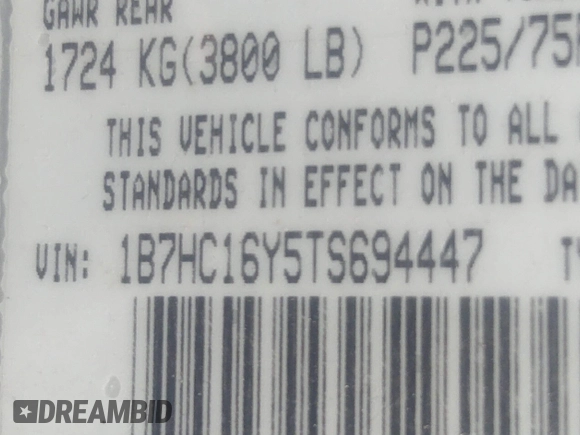 GAWR REAR
1724 KG(3800 LB) P225/75
THIS VEHICLE CONFORMS TO ALL
STANDARDS IN EFFECT ON THE DA
VIN: 1B7HC16Y5TS694447
DREAMBID